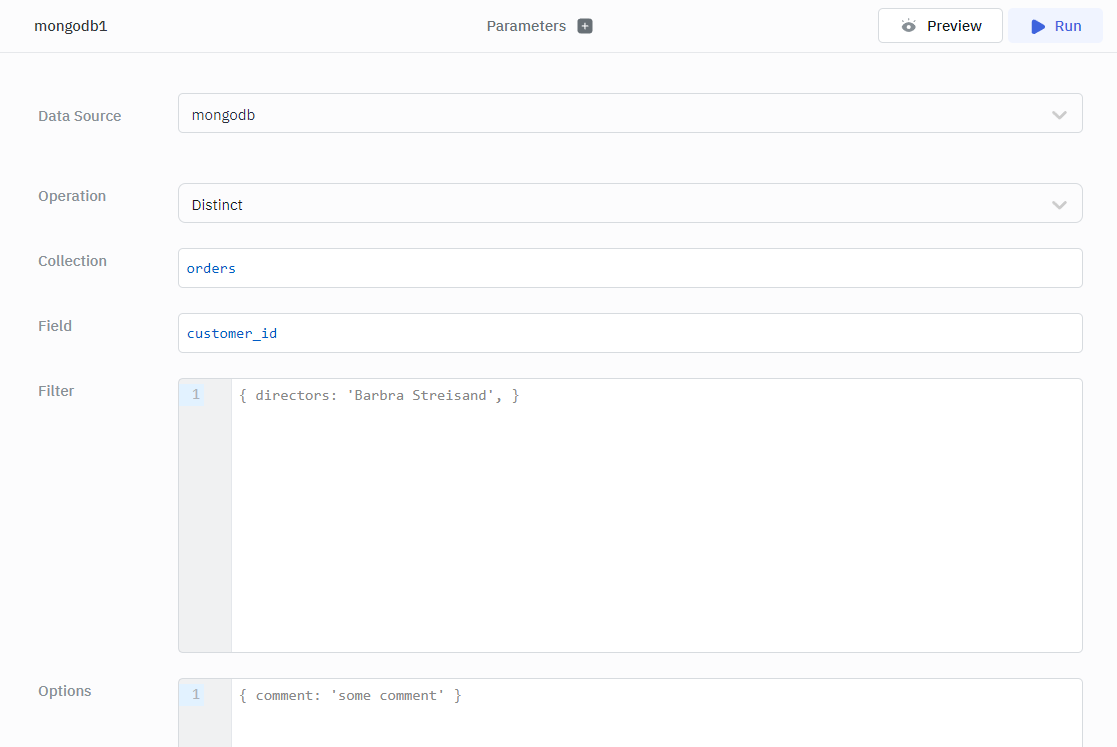 mongodb1
Parameters +
Preview
Run
Data Source
mongodb
Operation
Distinct
Collection
orders
Field
customer_id
Filter
1 { directors: 'Barbra Streisand', }
Options
1 { comment: 'some comment' }